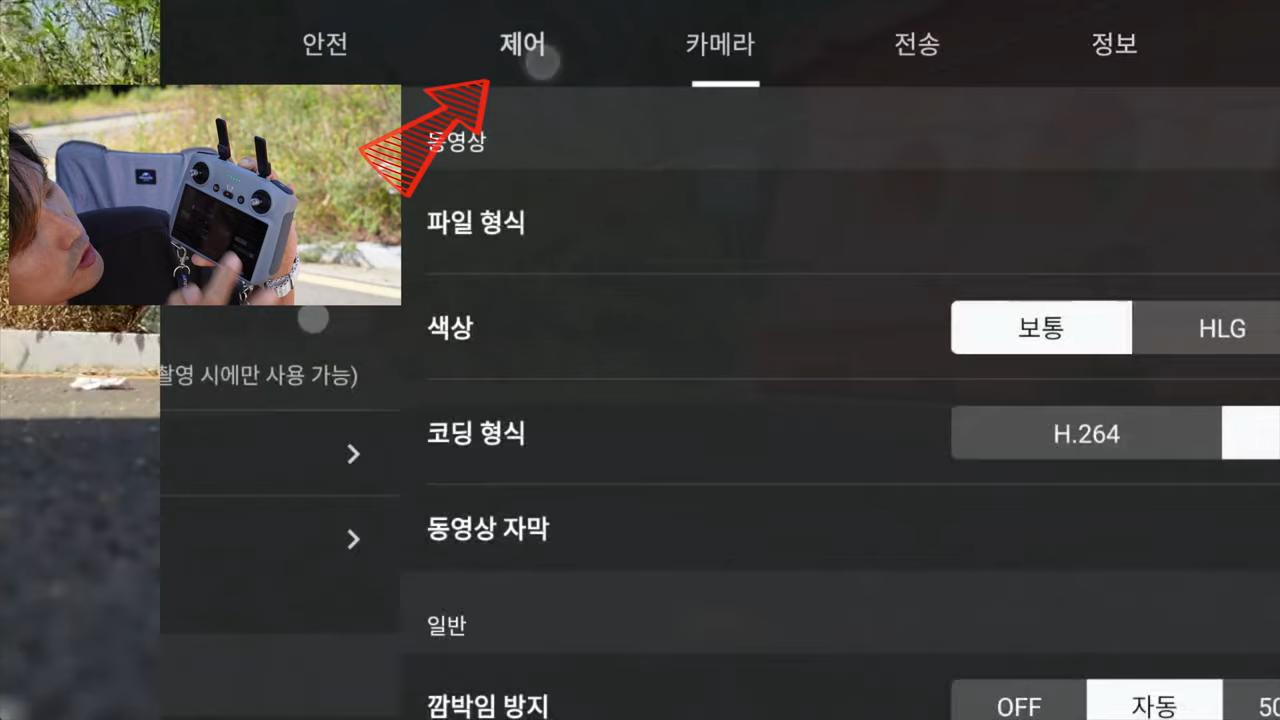 안전 제어 카메라 전송 정보
동영상
파일 형식
색상 보통 HLG
촬영 시에만 사용 가능)
코딩 형식 H.264
동영상 자막
일반
깜박임 방지 OFF 자동 50